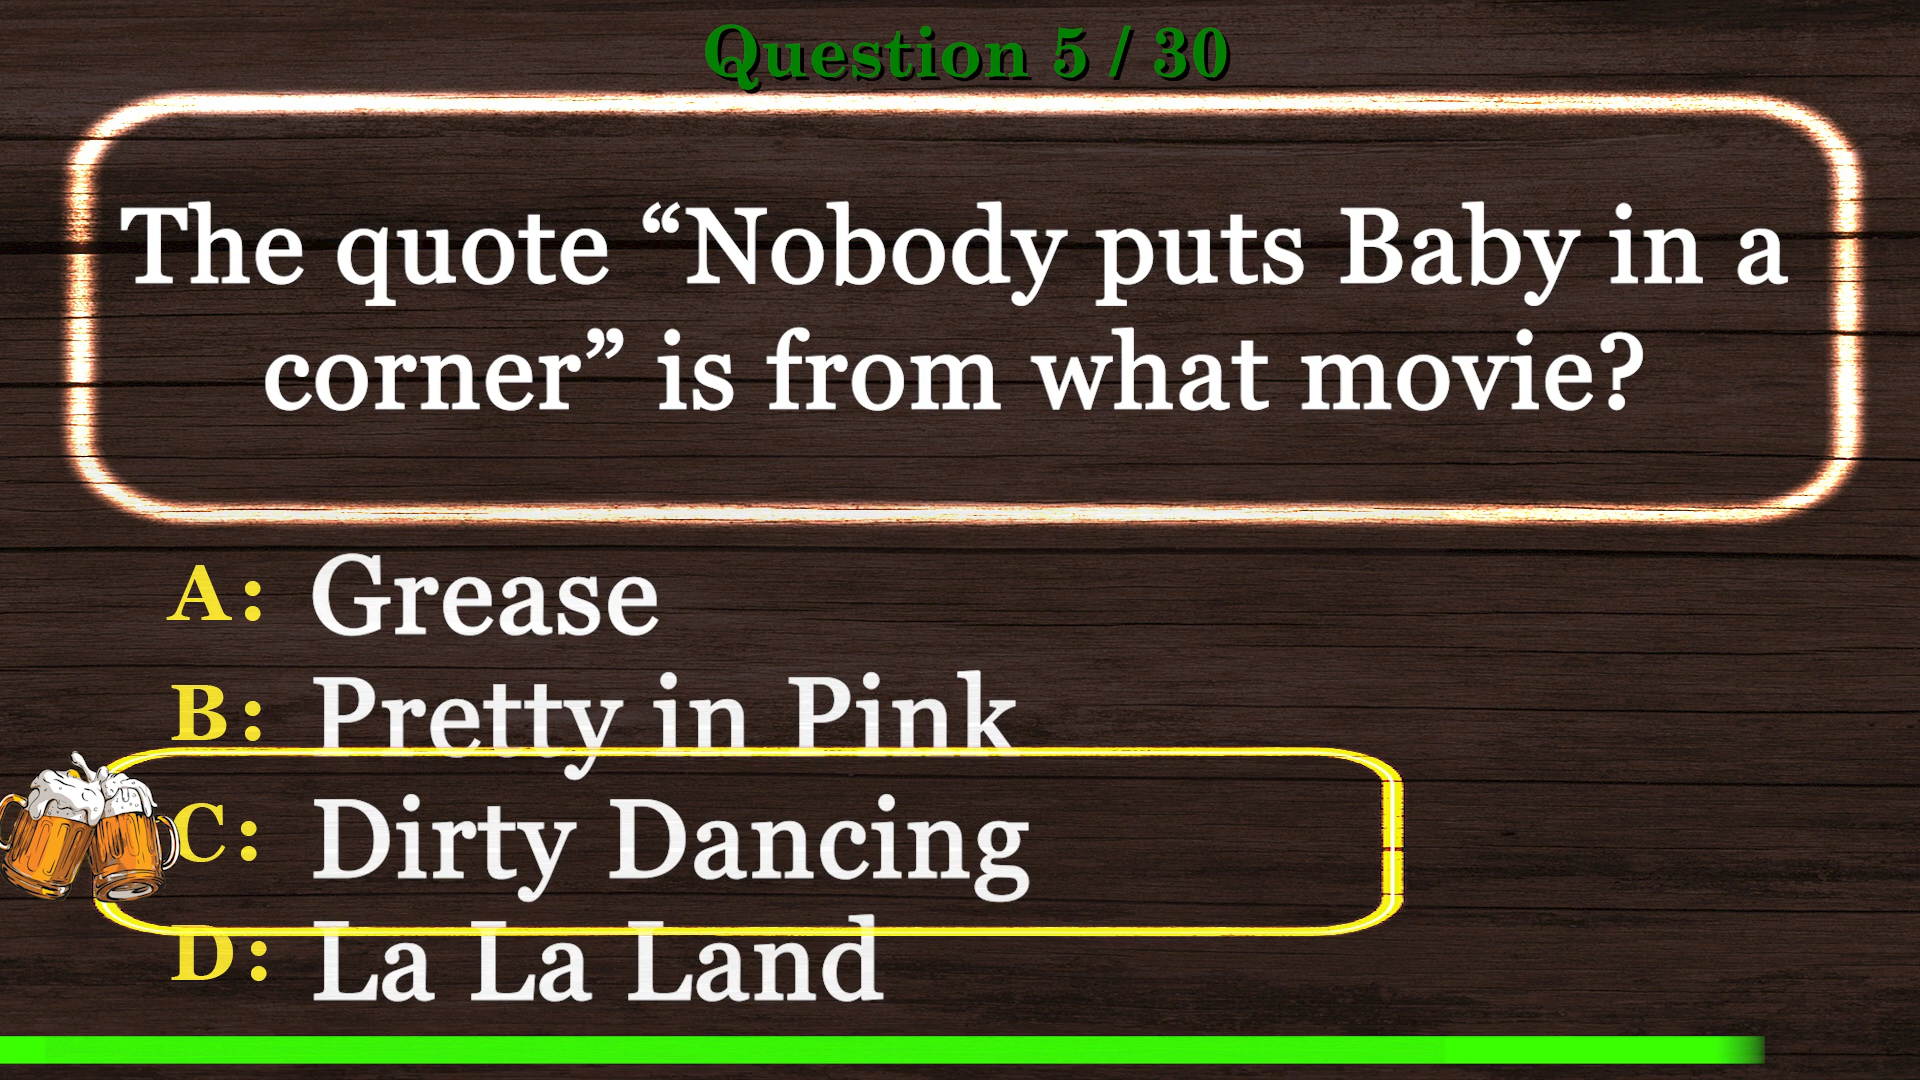 Question 5 / 30
The quote “Nobody puts Baby in a
corner” is from what movie?
A: Grease
B: Pretty in Pink
C: Dirty Dancing
D: La La Land